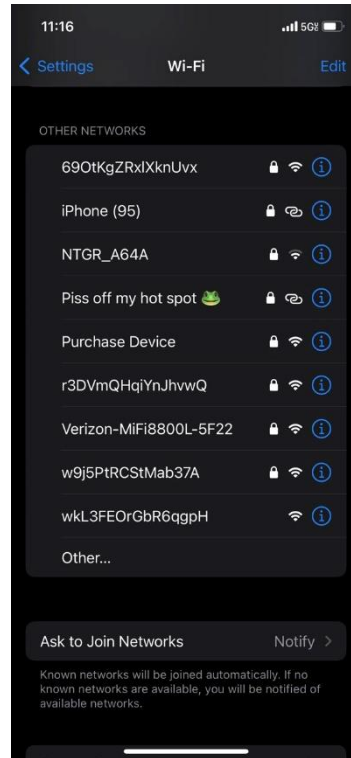 11:16 5G
Settings Wi-Fi Edit
OTHER NETWORKS
69OtKgZRxIXknUvx
iPhone (95)
NTGR_A64A
Piss off my hot spot 🐸
Purchase Device
r3DVmQHqiYnJhvwQ
Verizon-MiFi8800L-5F22
w9j5PtRCStMab37A
wkL3FEOrGbR6qgpH
Other...
Ask to Join Networks Notify
Known networks will be joined automatically. If no
known networks are available, you will be notified of
available networks.